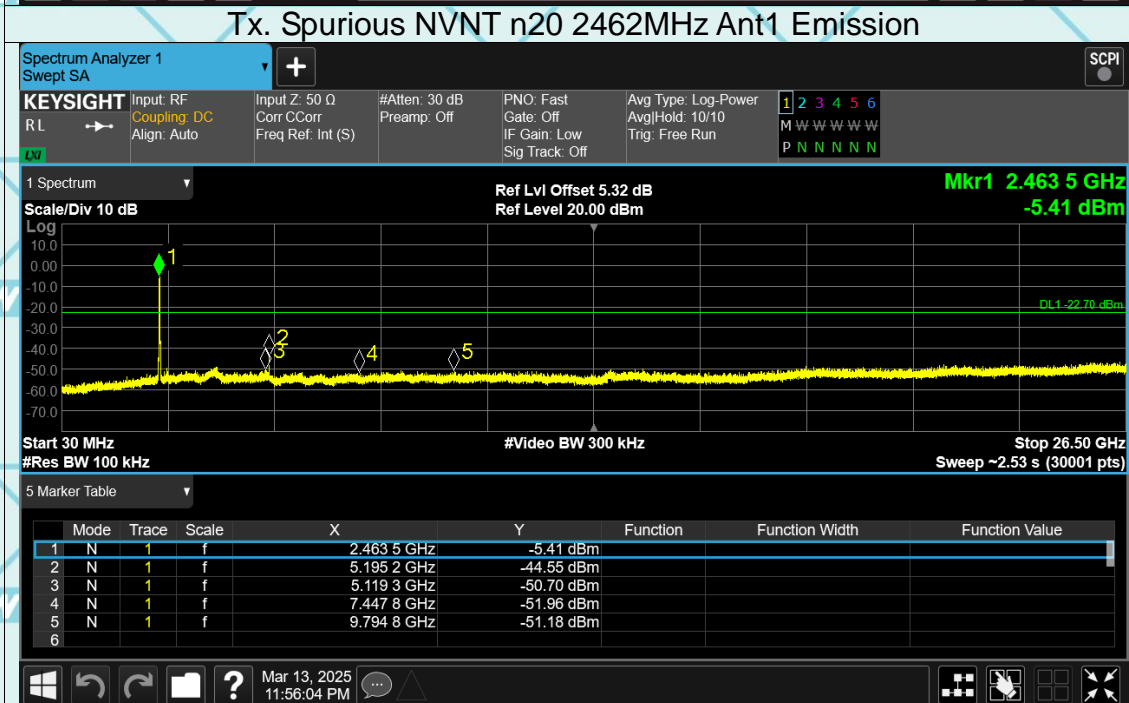 Tx. Spurious NVNT n20 2462MHz Ant1 Emission
Spectrum Analyzer 1
Swept SA
+
SCPI
KEYSIGHT
R L
LXI
Input: RF
Coupling: DC
Align: Auto
Input Z: 50 Ω
Corr CCorr
Freq Ref: Int (S)
#Atten: 30 dB
Preamp: Off
PNO: Fast
Gate: Off
IF Gain: Low
Sig Track: Off
Avg Type: Log-Power
Avg|Hold: 10/10
Trig: Free Run
1 2 3 4 5 6
M W W W W W
P N N N N N
1 Spectrum
Scale/Div 10 dB
Ref Lvl Offset 5.32 dB
Ref Level 20.00 dBm
Mkr1 2.463 5 GHz
-5.41 dBm
Log
10.0
0.00
-10.0
-20.0
-30.0
-40.0
-50.0
-60.0
-70.0
1
2
3
4
5
DL1 -22.70 dBm
Start 30 MHz
#Video BW 300 kHz
Stop 26.50 GHz
#Res BW 100 kHz
Sweep ~2.53 s (30001 pts)
5 Marker Table
Mode Trace Scale X Y Function Function Width Function Value
1 N 1 f 2.463 5 GHz -5.41 dBm
2 N 1 f 5.195 2 GHz -44.55 dBm
3 N 1 f 5.119 3 GHz -50.70 dBm
4 N 1 f 7.447 8 GHz -51.96 dBm
5 N 1 f 9.794 8 GHz -51.18 dBm
6
?
Mar 13, 2025
11:56:04 PM